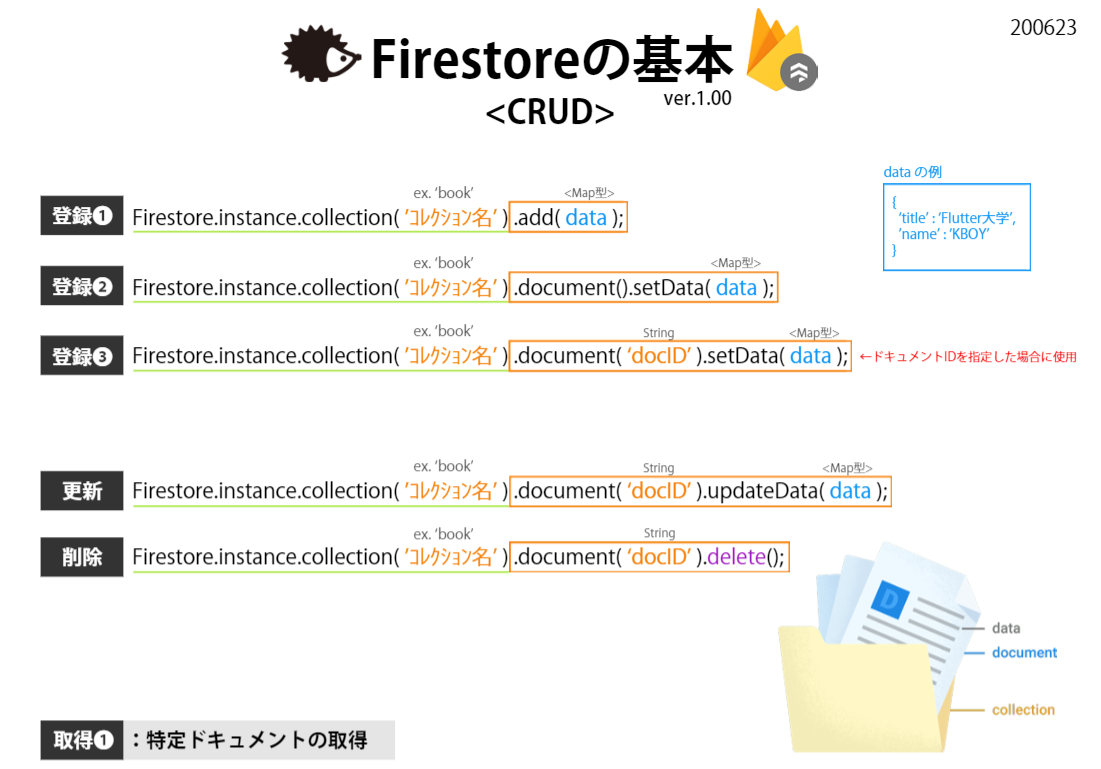 200623
Firestoreの基本
ver.1.00
<CRUD>
data の例
{
'title' : 'Flutter大学',
'name' : 'KBOY'
}
ex. 'book'
<Map型>
登録❶ Firestore.instance.collection( 'コレクション名' ).add( data );
ex. 'book'
<Map型>
登録❷ Firestore.instance.collection( 'コレクション名' ).document().setData( data );
ex. 'book'
String
<Map型>
登録❸ Firestore.instance.collection( 'コレクション名' ).document( 'docID' ).setData( data ); ←ドキュメントIDを指定した場合に使用
ex. 'book'
String
<Map型>
更新 Firestore.instance.collection( 'コレクション名' ).document( 'docID' ).updateData( data );
ex. 'book'
String
削除 Firestore.instance.collection( 'コレクション名' ).document( 'docID' ).delete();
D
data
document
collection
取得❶ ：特定ドキュメントの取得